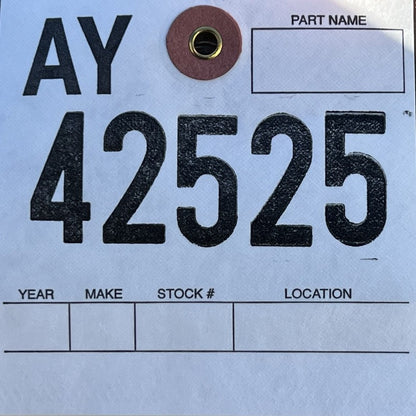 AY PART NAME
42525
YEAR MAKE STOCK # LOCATION